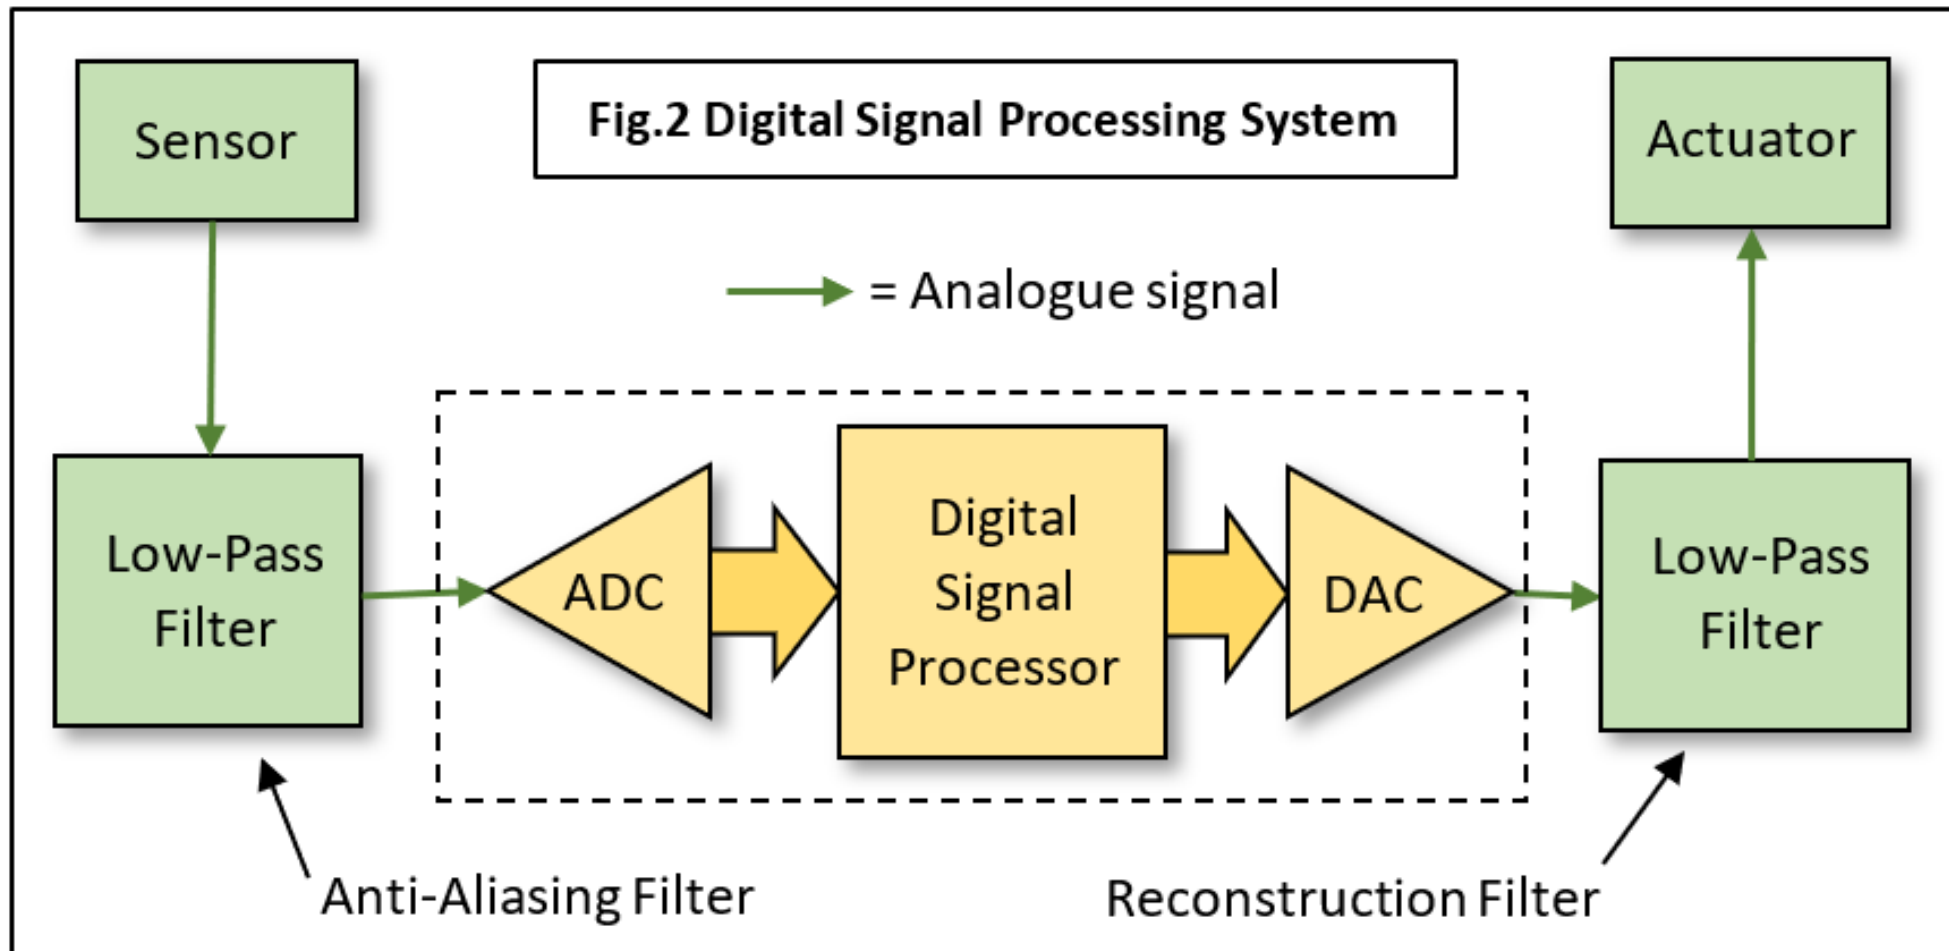 Sensor
Fig.2 Digital Signal Processing System
Actuator
= Analogue signal
Low-Pass
Filter
ADC
Digital
Signal
Processor
DAC
Low-Pass
Filter
Anti-Aliasing Filter
Reconstruction Filter